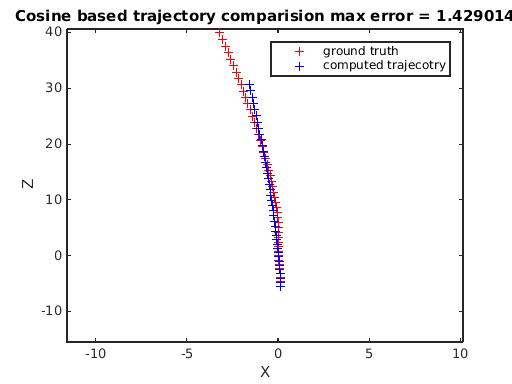 Cosine based trajectory comparision max error = 1.429014
40
30
20
10
0
-10
Z
ground truth
computed trajecotry
-10 -5 0 5 10
X